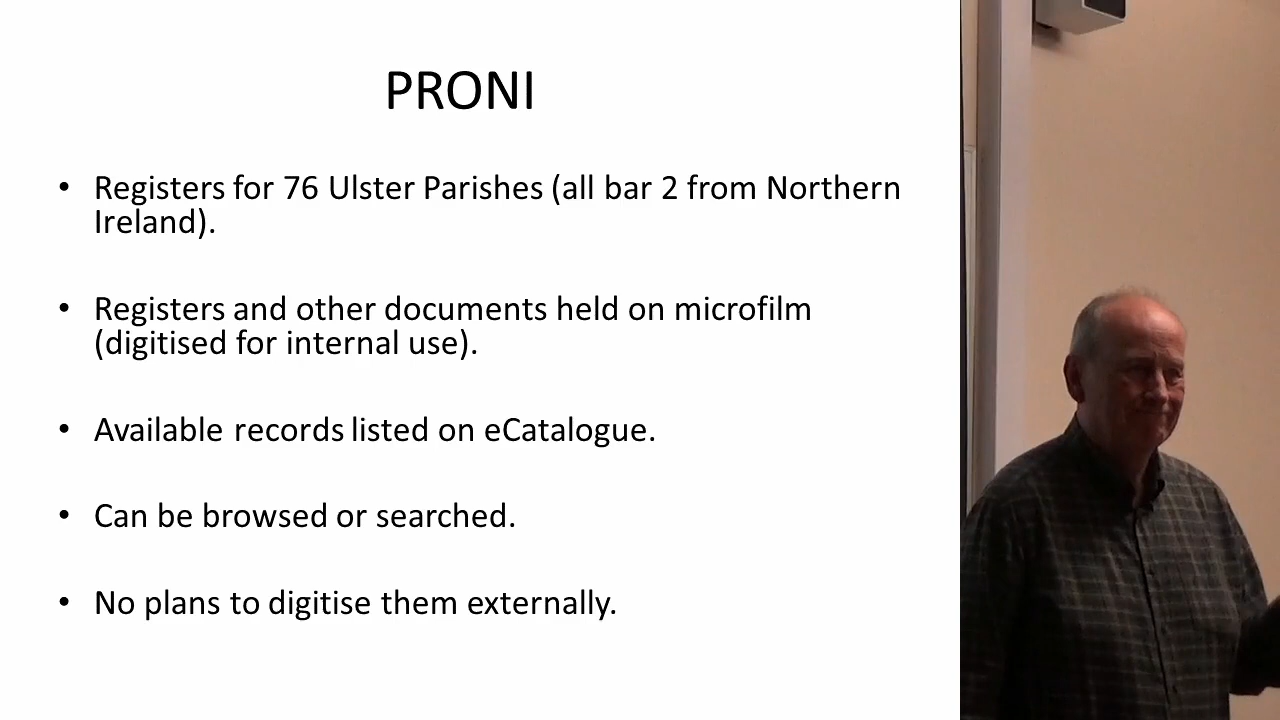 PRONI
• Registers for 76 Ulster Parishes (all bar 2 from Northern
Ireland).
• Registers and other documents held on microfilm
(digitised for internal use).
• Available records listed on eCatalogue.
• Can be browsed or searched.
• No plans to digitise them externally.